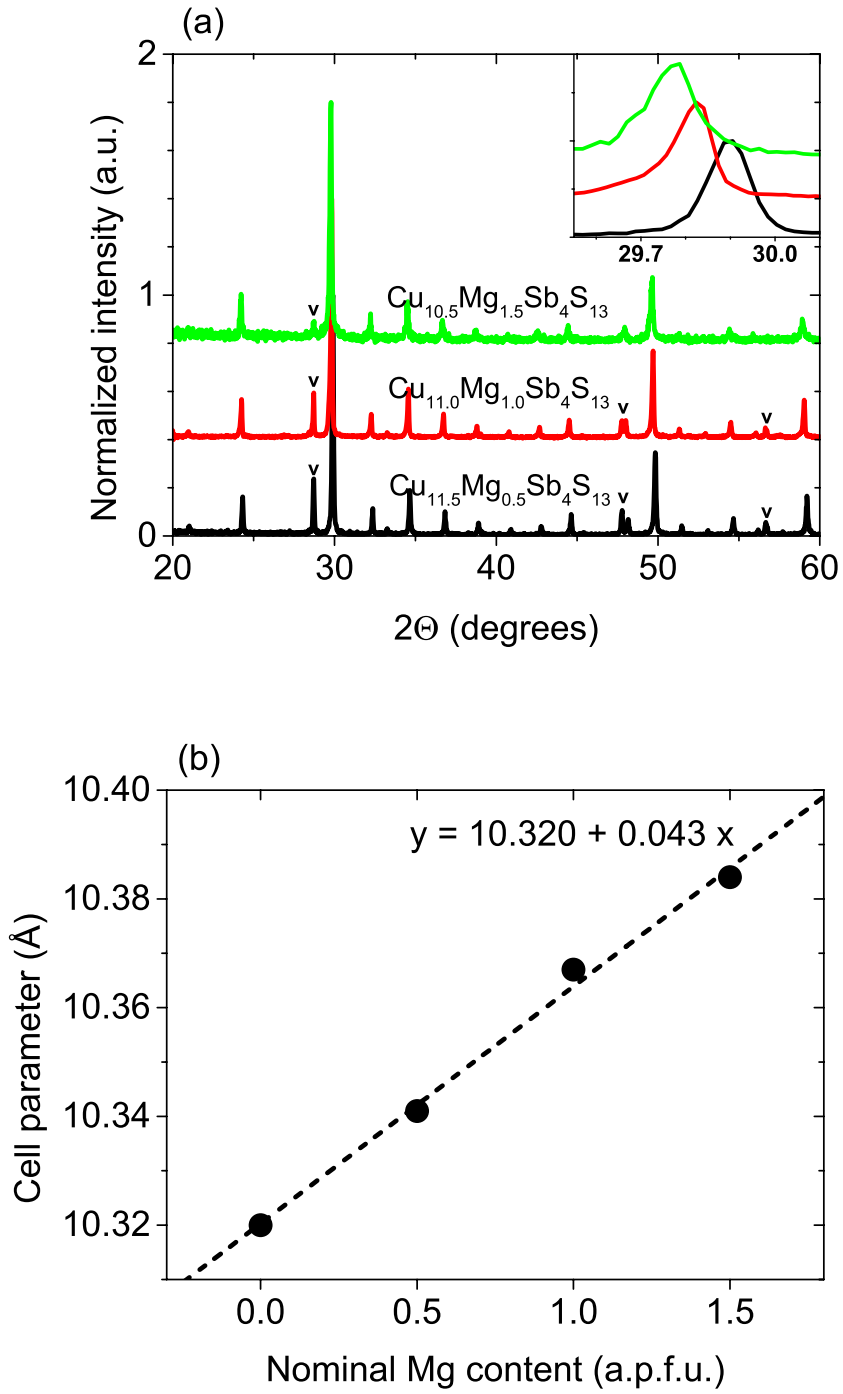 (a)
2
1
0
Normalized intensity (a.u.)
29.7 30.0
Cu10.5Mg1.5Sb4S13
v
Cu11.0Mg1.0Sb4S13
v v v
Cu11.5Mg0.5Sb4S13
v v v
20 30 40 50 60
2Θ (degrees)
(b)
10.40
10.38
10.36
10.34
10.32
Cell parameter (Å)
y = 10.320 + 0.043 x
0.0 0.5 1.0 1.5
Nominal Mg content (a.p.f.u.)